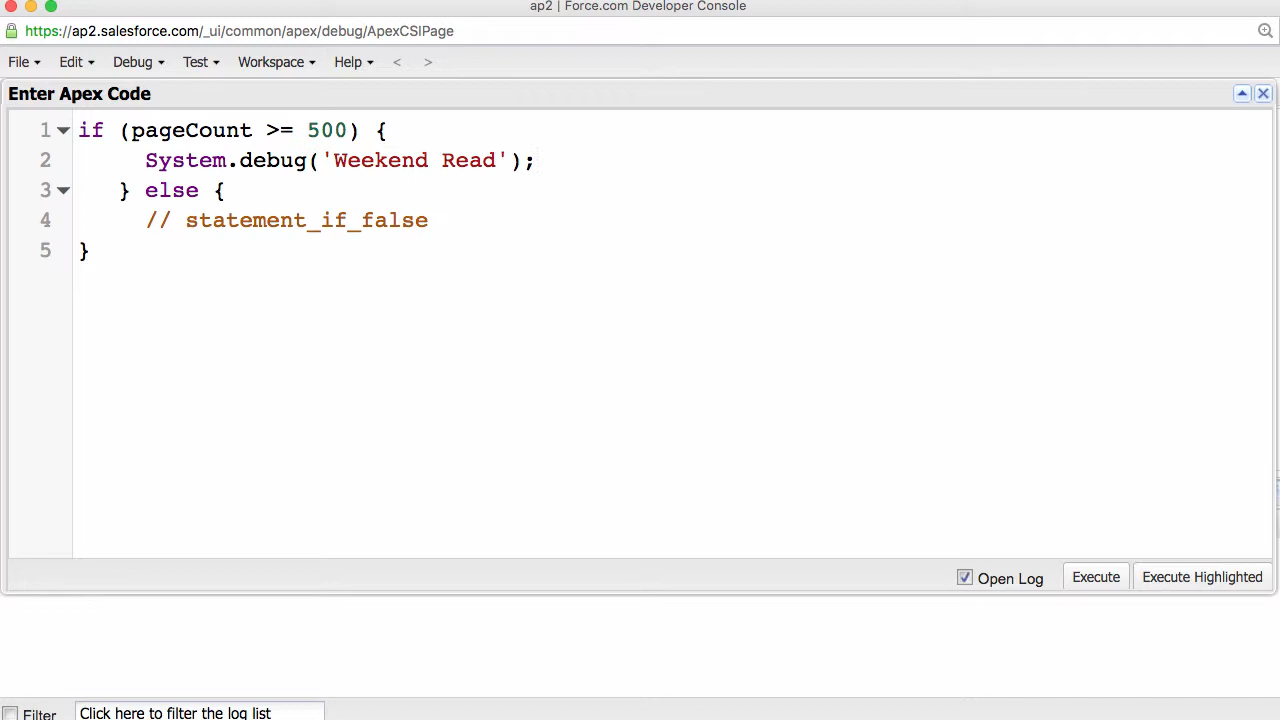 ap2 | Force.com Developer Console
https://ap2.salesforce.com/_ui/common/apex/debug/ApexCSIPage
File Edit Debug Test Workspace Help < >
Enter Apex Code
1 if (pageCount >= 500) {
2 System.debug('Weekend Read');
3 } else {
4 // statement_if_false
5 }
Open Log Execute Execute Highlighted
Filter Click here to filter the log list